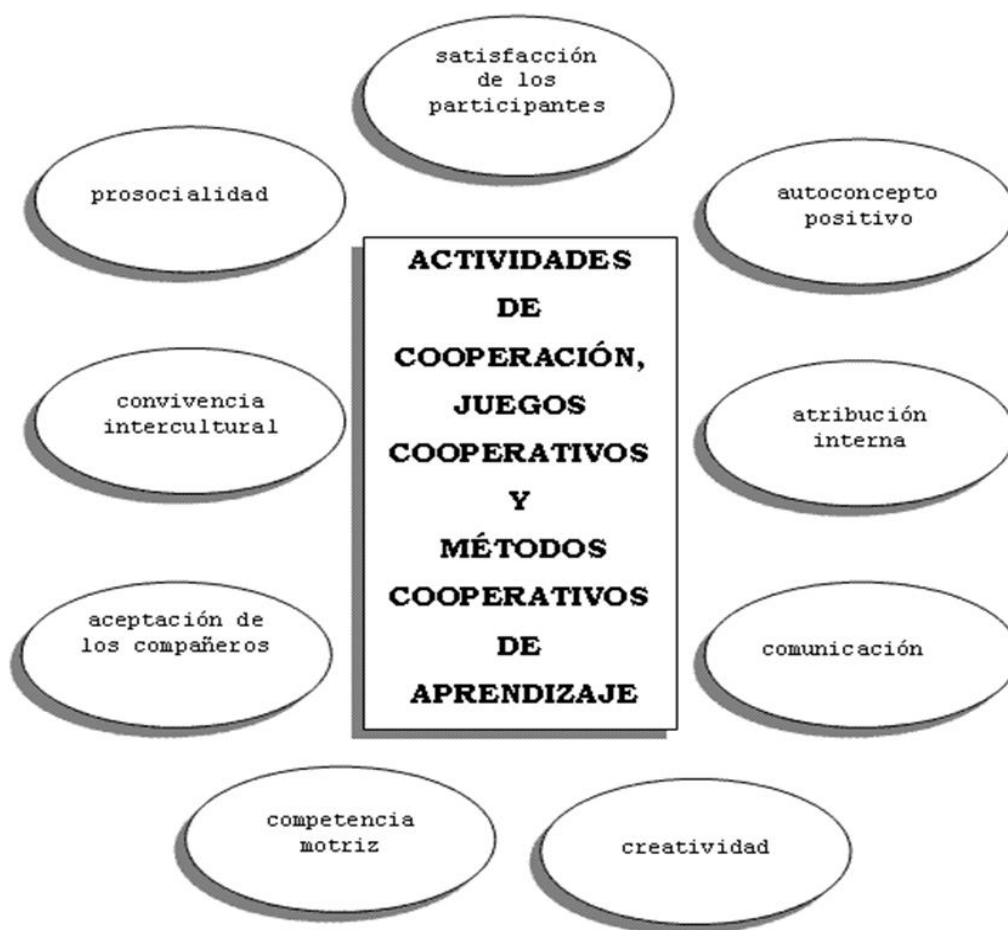 satisfacción
de los
participantes
prosocialidad
autoconcepto
positivo
ACTIVIDADES
DE
COOPERACIÓN,
JUEGOS
COOPERATIVOS
Y
MÉTODOS
COOPERATIVOS
DE
APRENDIZAJE
convivencia
intercultural
atribución
interna
aceptación de
los compañeros
comunicación
competencia
motriz
creatividad